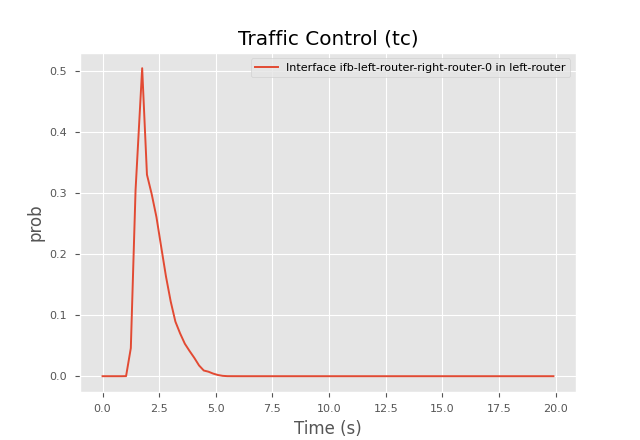 Traffic Control (tc)
Interface ifb-left-router-right-router-0 in left-router
0.5
0.4
0.3
0.2
0.1
0.0
prob
0.0 2.5 5.0 7.5 10.0 12.5 15.0 17.5 20.0
Time (s)